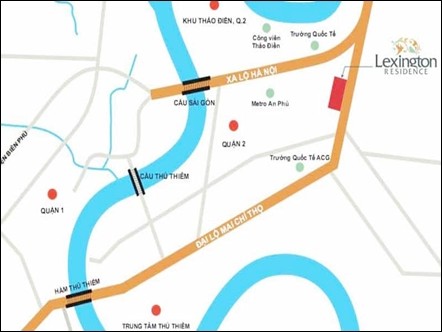 KHU THẢO ĐIỀN, Q.2
Công viên
Thảo Điền
Trường Quốc Tế
Lexington
RESIDENCE
XA LỘ HÀ NỘI
CẦU SÀI GÒN
Metro An Phú
QUẬN 2
Trường Quốc Tế ACG
CẦU THỦ THIÊM
QUẬN 1
ĐẠI LỘ MAI CHÍ THỌ
HẦM THỦ THIÊM
TRUNG TÂM THỦ THIÊM